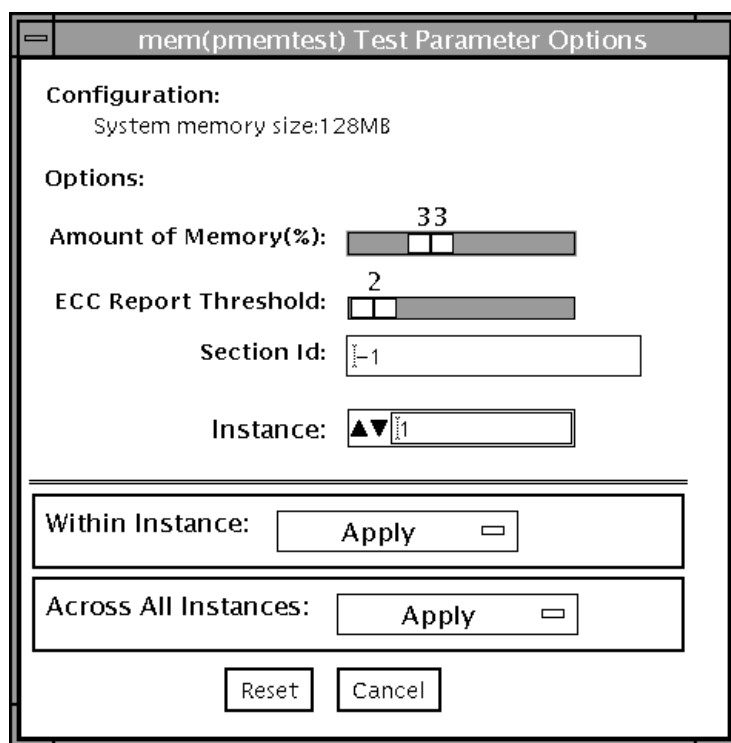 mem(pmemtest) Test Parameter Options
Configuration:
System memory size:128MB
Options:
33
Amount of Memory(%):
2
ECC Report Threshold:
Section Id: -1
Instance: 1
Within Instance: Apply
Across All Instances: Apply
Reset Cancel